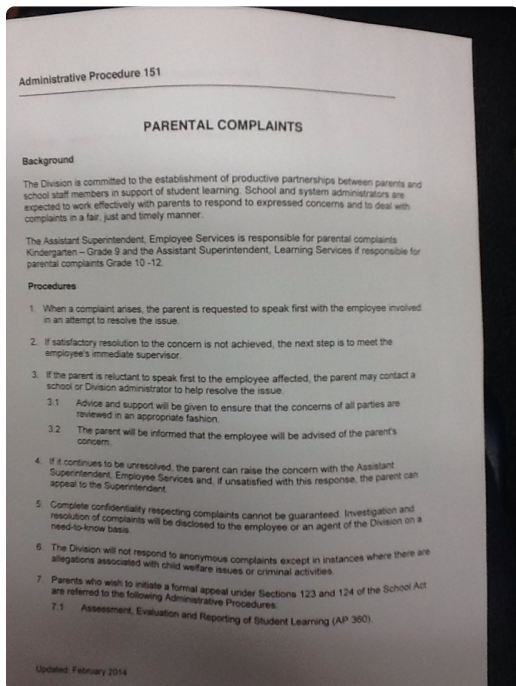 Administrative Procedure 151
PARENTAL COMPLAINTS
Background
The Division is committed to the establishment of productive partnerships between parents and
school staff members in support of student learning. School and system administrators are
expected to work effectively with parents to respond to expressed concerns and to deal with
complaints in a fair, just and timely manner.
The Assistant Superintendent, Employee Services is responsible for parental complaints
Kindergarten – Grade 9 and the Assistant Superintendent, Learning Services if responsible for
parental complaints Grade 10 -12.
Procedures
1. When a complaint arises, the parent is requested to speak first with the employee involved
in an attempt to resolve the issue.
2. If satisfactory resolution to the concern is not achieved, the next step is to meet the
employee's immediate supervisor.
3. If the parent is reluctant to speak first to the employee affected, the parent may contact a
school or Division administrator to help resolve the issue.
3.1 Advice and support will be given to ensure that the concerns of all parties are
reviewed in an appropriate fashion.
3.2 The parent will be informed that the employee will be advised of the parent's
concern.
4. If it continues to be unresolved, the parent can raise the concern with the Assistant
Superintendent, Employee Services and, if unsatisfied with this response, the parent can
appeal to the Superintendent.
5. Complete confidentiality respecting complaints cannot be guaranteed. Investigation and
resolution of complaints will be disclosed to the employee or an agent of the Division on a
need-to-know basis.
6. The Division will not respond to anonymous complaints except in instances where there are
allegations associated with child welfare issues or criminal activities.
7. Parents who wish to initiate a formal appeal under Sections 123 and 124 of the School Act
are referred to the following Administrative Procedures:
7.1 Assessment, Evaluation and Reporting of Student Learning (AP 360).
Updated: February 2014